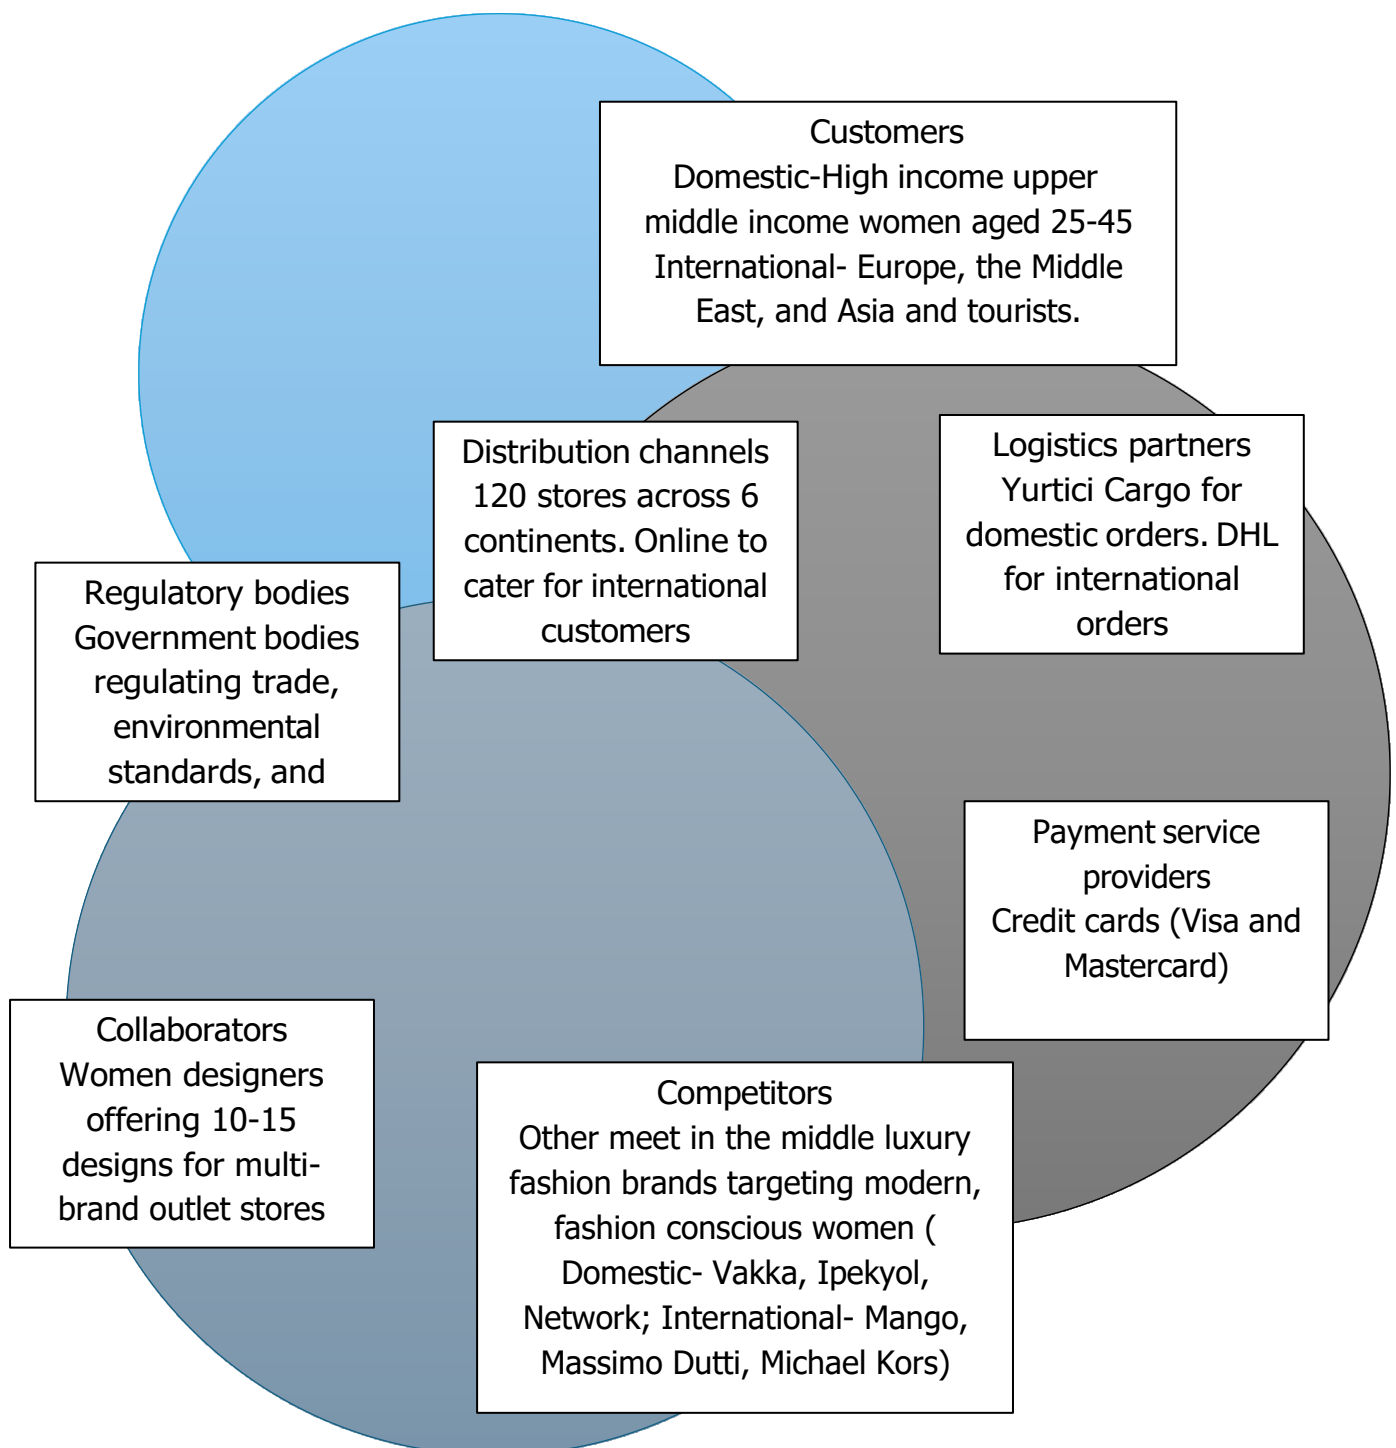 Customers
Domestic-High income upper
middle income women aged 25-45
International- Europe, the Middle
East, and Asia and tourists.
Distribution channels
120 stores across 6
continents. Online to
cater for international
customers
Logistics partners
Yurtici Cargo for
domestic orders. DHL
for international
orders
Regulatory bodies
Government bodies
regulating trade,
environmental
standards, and
Payment service
providers
Credit cards (Visa and
Mastercard)
Collaborators
Women designers
offering 10-15
designs for multi-
brand outlet stores
Competitors
Other meet in the middle luxury
fashion brands targeting modern,
fashion conscious women (
Domestic- Vakka, Ipekyol,
Network; International- Mango,
Massimo Dutti, Michael Kors)